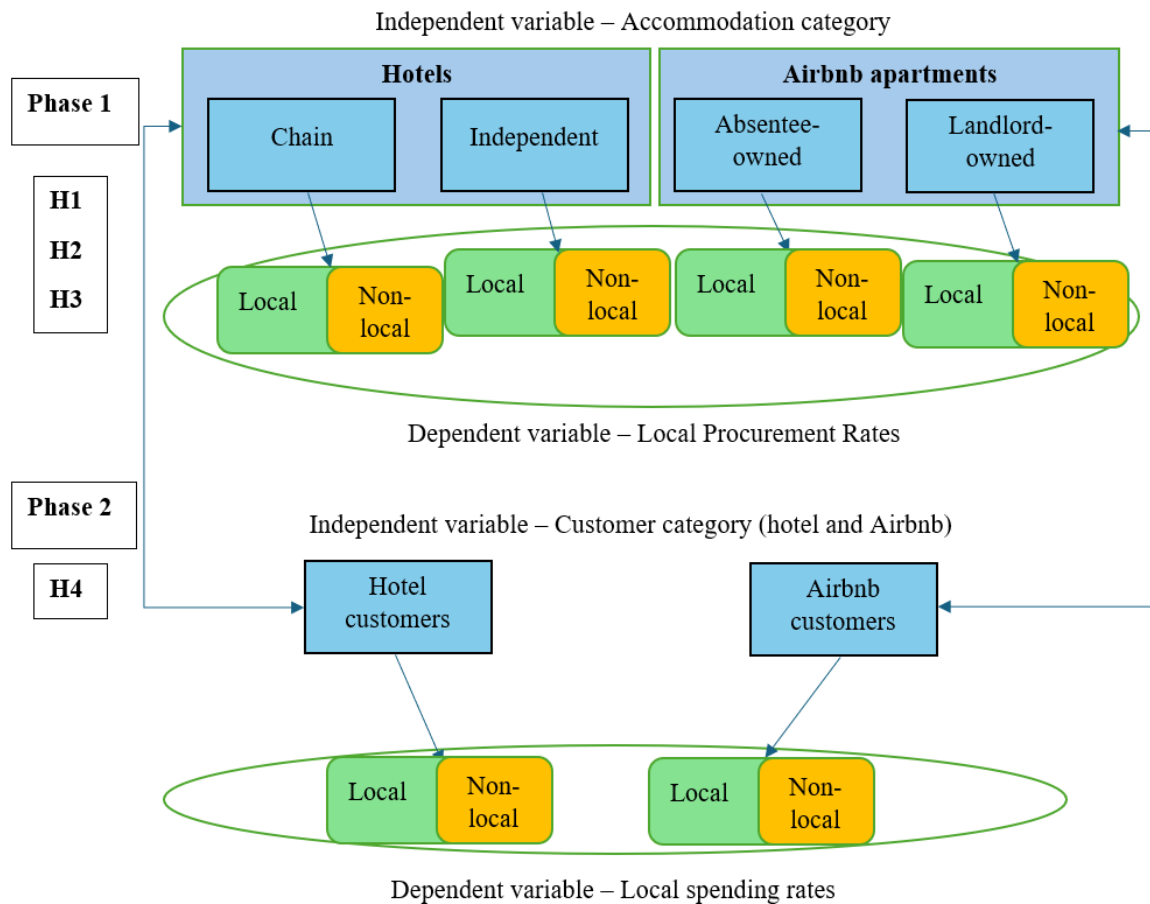 Independent variable – Accommodation category
Phase 1
Hotels
Airbnb apartments
Chain
Independent
Absentee-
owned
Landlord-
owned
H1
H2
H3
Local
Non-
local
Local
Non-
local
Local
Non-
local
Local
Non-
local
Dependent variable – Local Procurement Rates
Phase 2
Independent variable – Customer category (hotel and Airbnb)
H4
Hotel
customers
Airbnb
customers
Local
Non-
local
Local
Non-
local
Dependent variable – Local spending rates